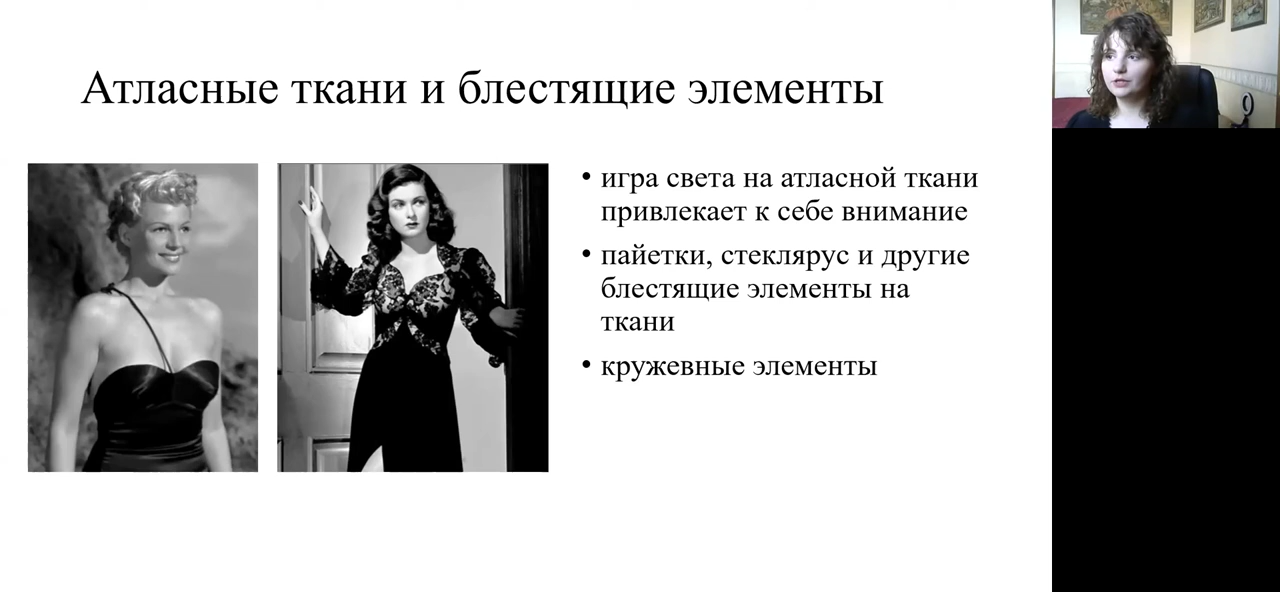 Атласные ткани и блестящие элементы
• игра света на атласной ткани
привлекает к себе внимание
• пайетки, стеклярус и другие
блестящие элементы на
ткани
• кружевные элементы